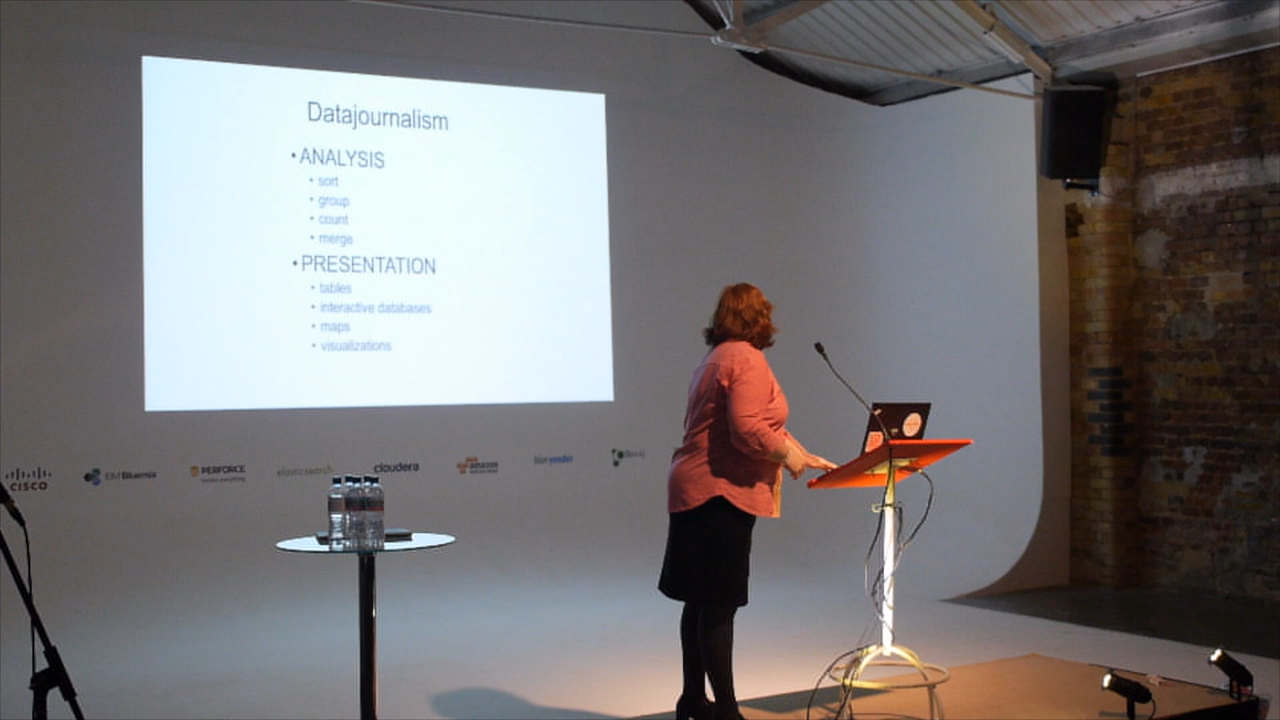 Datajournalism
• ANALYSIS
• sort
• group
• count
• merge
• PRESENTATION
• tables
• interactive databases
• maps
• visualizations
CISCO
IBM Bluemix
PERFORCE
elasticsearch
cloudera
amazon